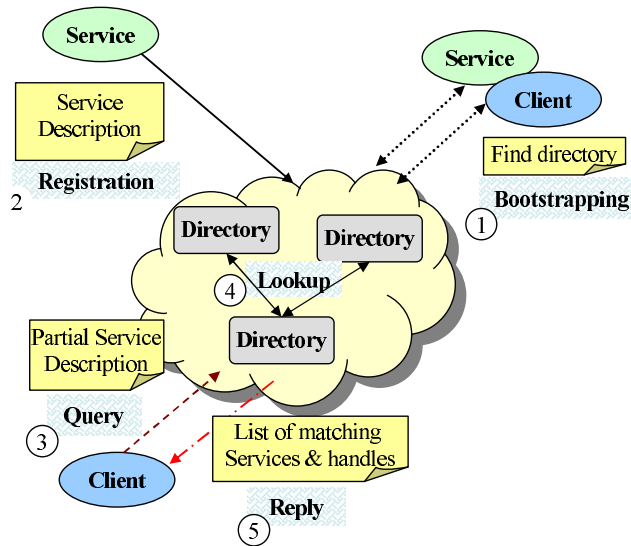 Service
Service
Description
Registration
2
Service
Client
Find directory
Bootstrapping
1
Directory
Directory
4
Lookup
Directory
Partial Service
Description
Query
3
Client
List of matching
Services & handles
Reply
5